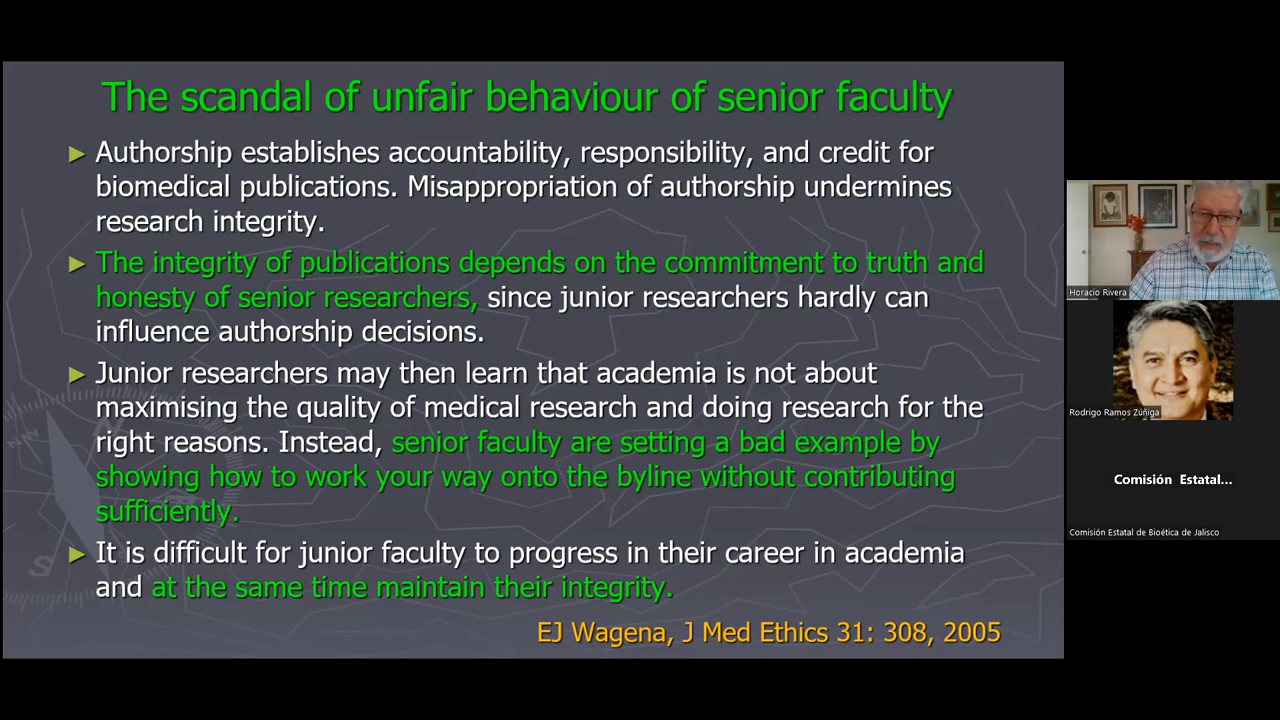 The scandal of unfair behaviour of senior faculty
► Authorship establishes accountability, responsibility, and credit for
biomedical publications. Misappropriation of authorship undermines
research integrity.
► The integrity of publications depends on the commitment to truth and
honesty of senior researchers, since junior researchers hardly can
influence authorship decisions.
► Junior researchers may then learn that academia is not about
maximising the quality of medical research and doing research for the
right reasons. Instead, senior faculty are setting a bad example by
showing how to work your way onto the byline without contributing
sufficiently.
► It is difficult for junior faculty to progress in their career in academia
and at the same time maintain their integrity.
EJ Wagena, J Med Ethics 31: 308, 2005
Horacio Rivera
Rodrigo Ramos Zúñiga
Comisión Estatal...
Comisión Estatal de Bioética de Jalisco